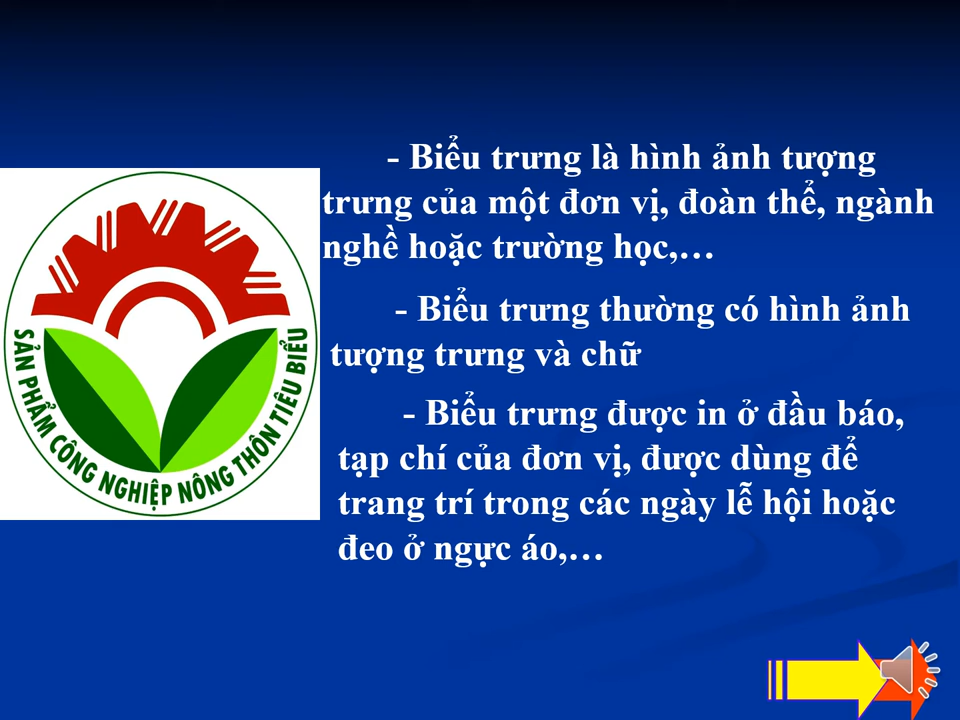 - Biểu trưng là hình ảnh tượng
trưng của một đơn vị, đoàn thể, ngành
nghề hoặc trường học,…
- Biểu trưng thường có hình ảnh
tượng trưng và chữ
- Biểu trưng được in ở đầu báo,
tạp chí của đơn vị, được dùng để
trang trí trong các ngày lễ hội hoặc
đeo ở ngực áo,…
SẢN PHẨM CÔNG NGHIỆP NÔNG THÔN TIÊU BIỂU